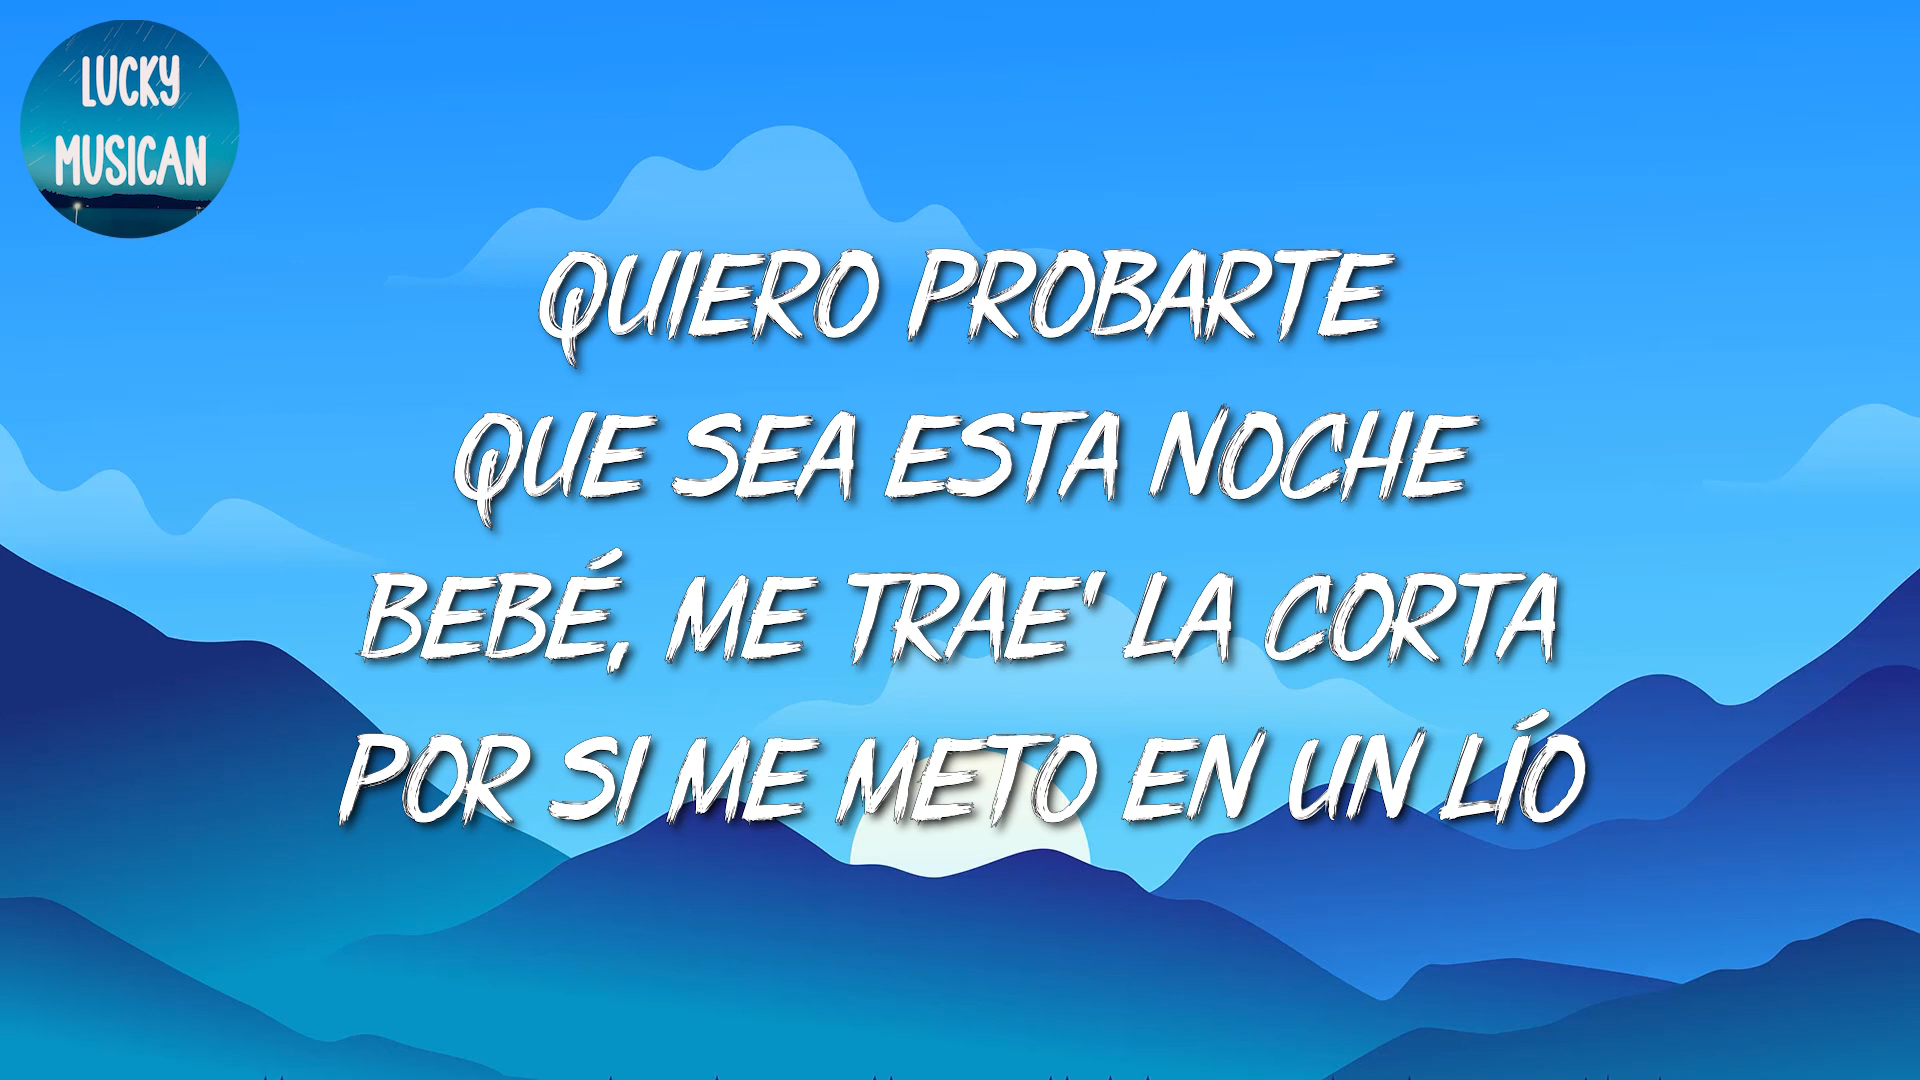 LUCKY
MUSICAN
QUIERO PROBARTE
QUE SEA ESTA NOCHE
BEBÉ, ME TRAE' LA CORTA
POR SI ME METO EN UN LÍO